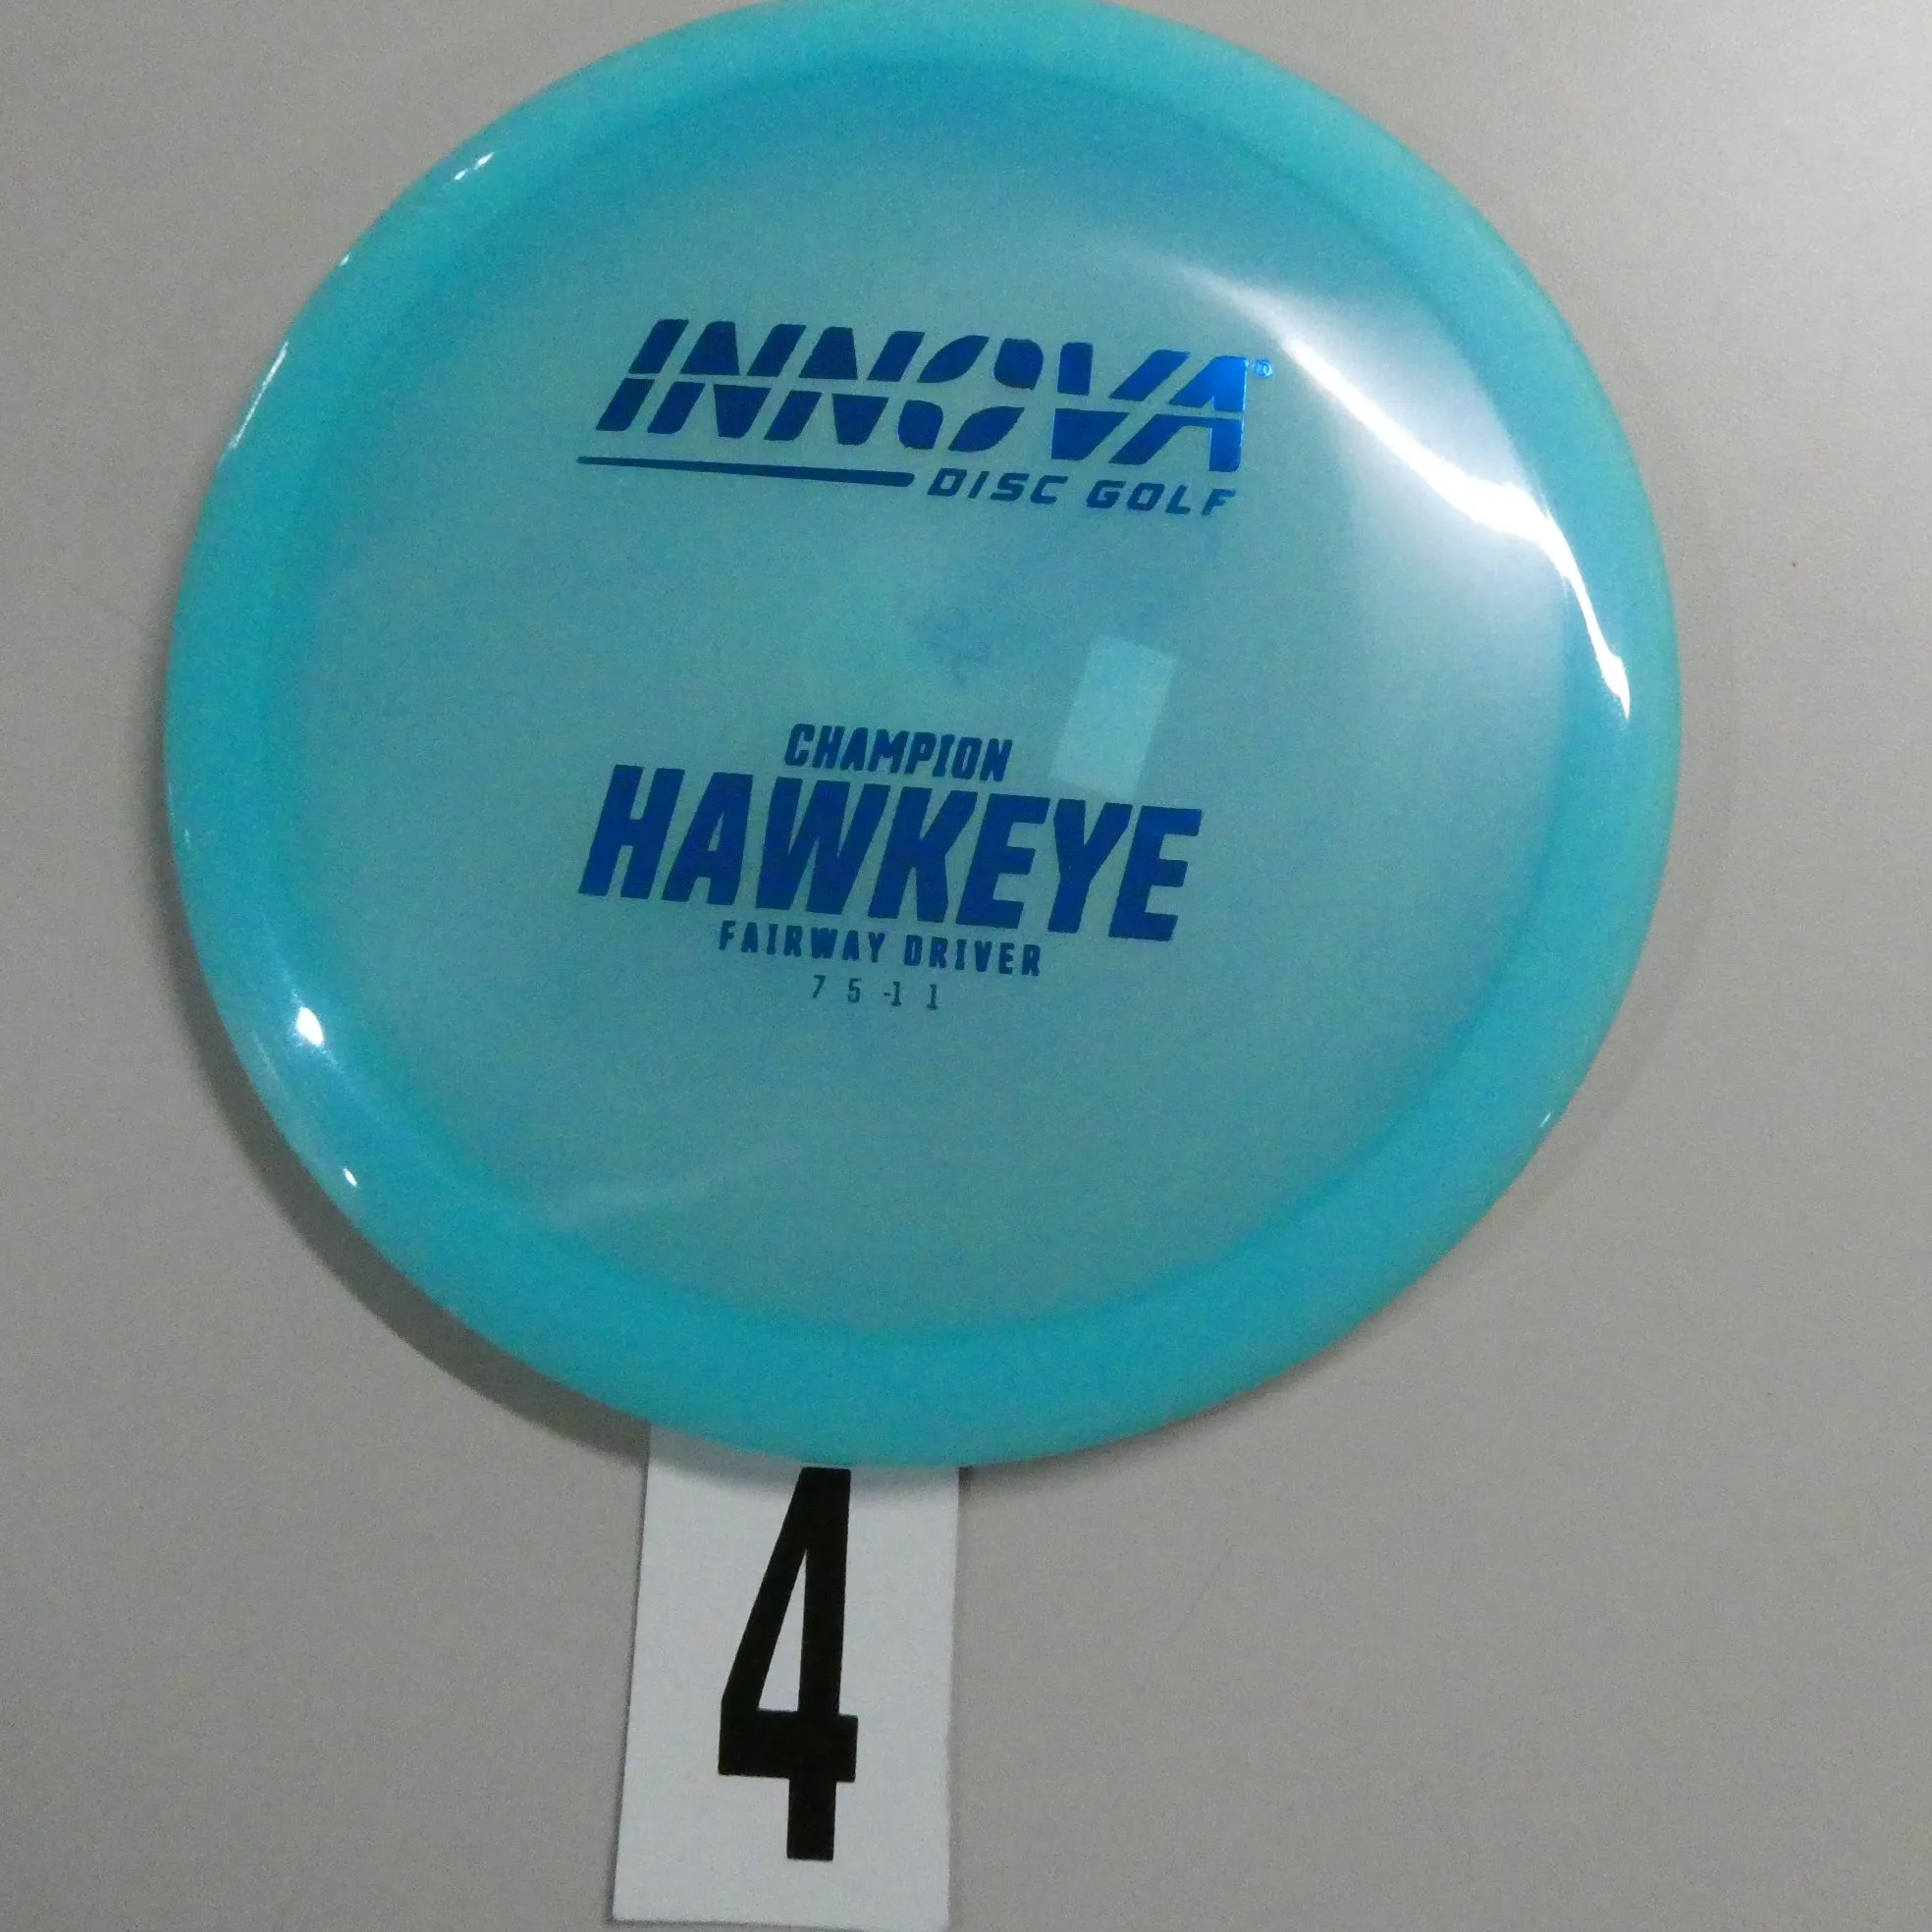 INNOVA®
DISC GOLF
CHAMPION
HAWKEYE
FAIRWAY DRIVER
7 5 -1 1
4